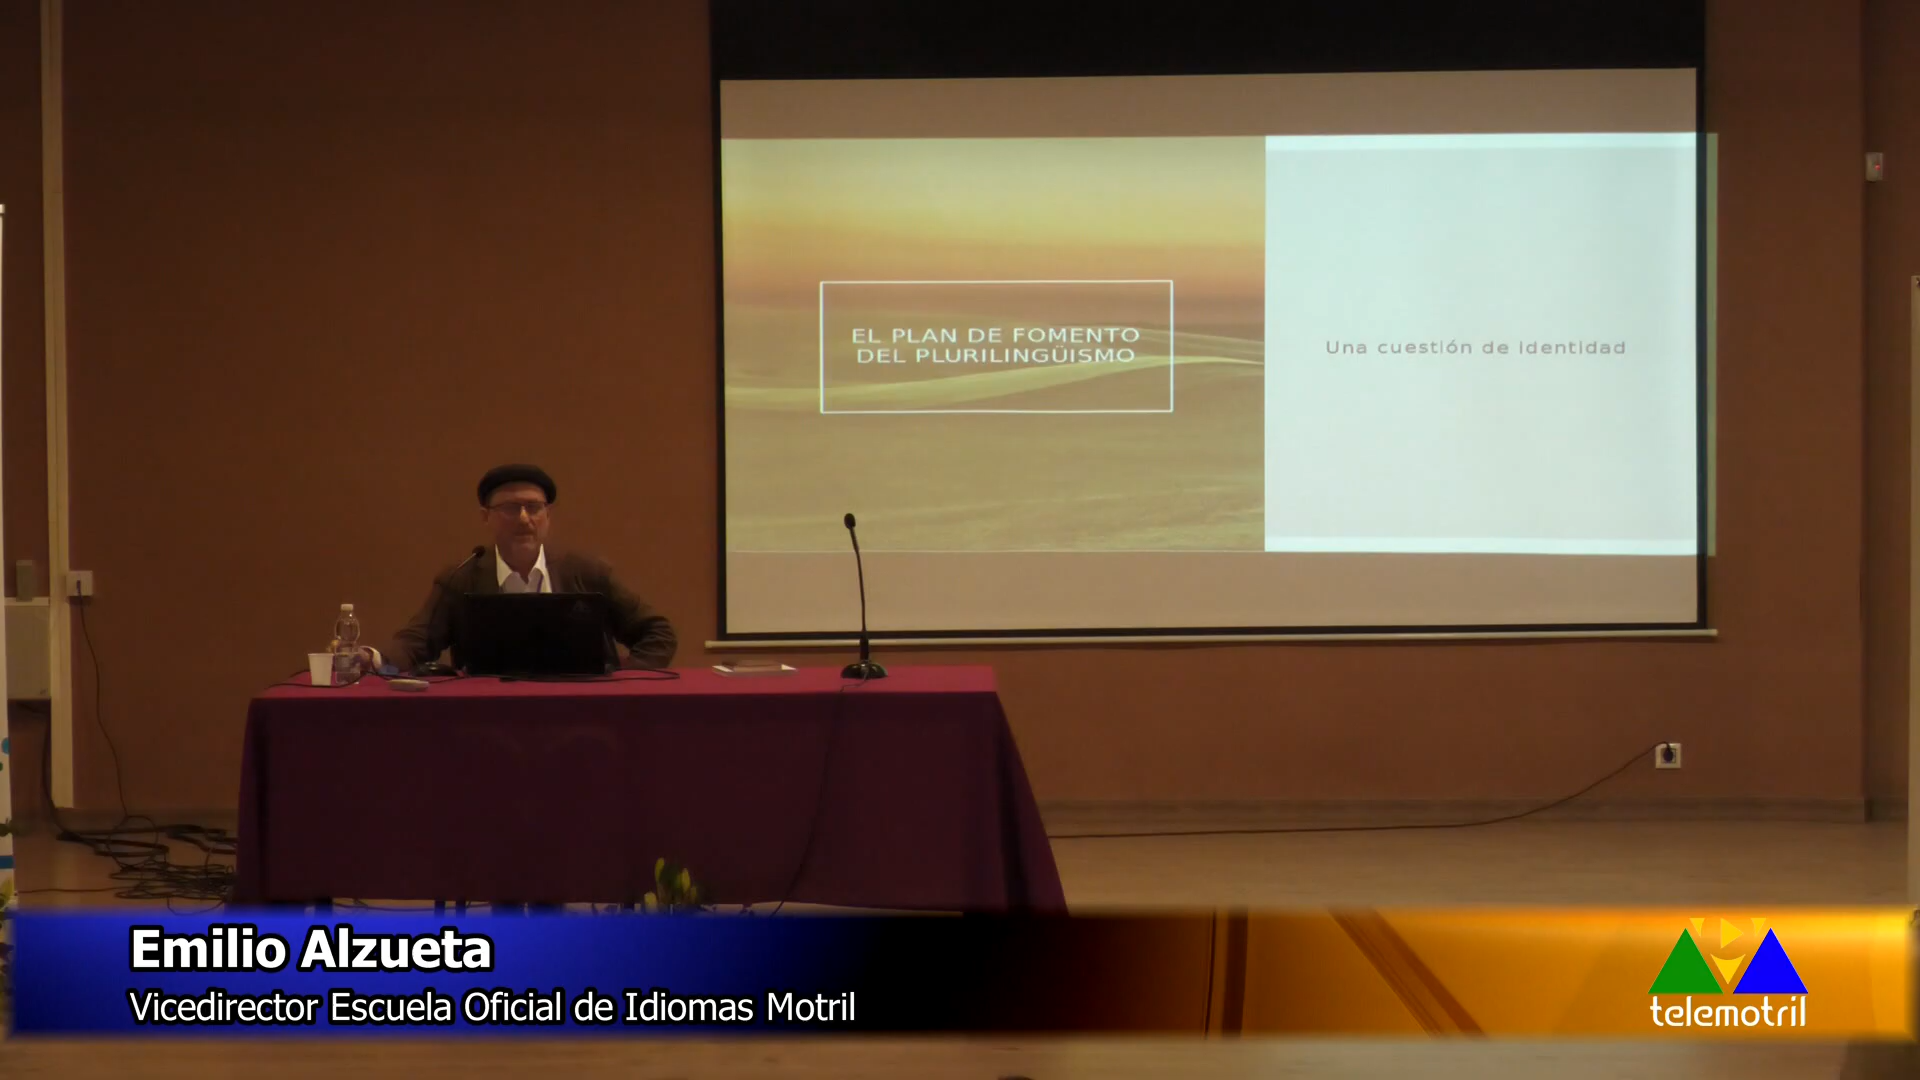 EL PLAN DE FOMENTO
DEL PLURILINGÜISMO
Una cuestión de identidad
Emilio Alzueta
Vicedirector Escuela Oficial de Idiomas Motril
telemotril